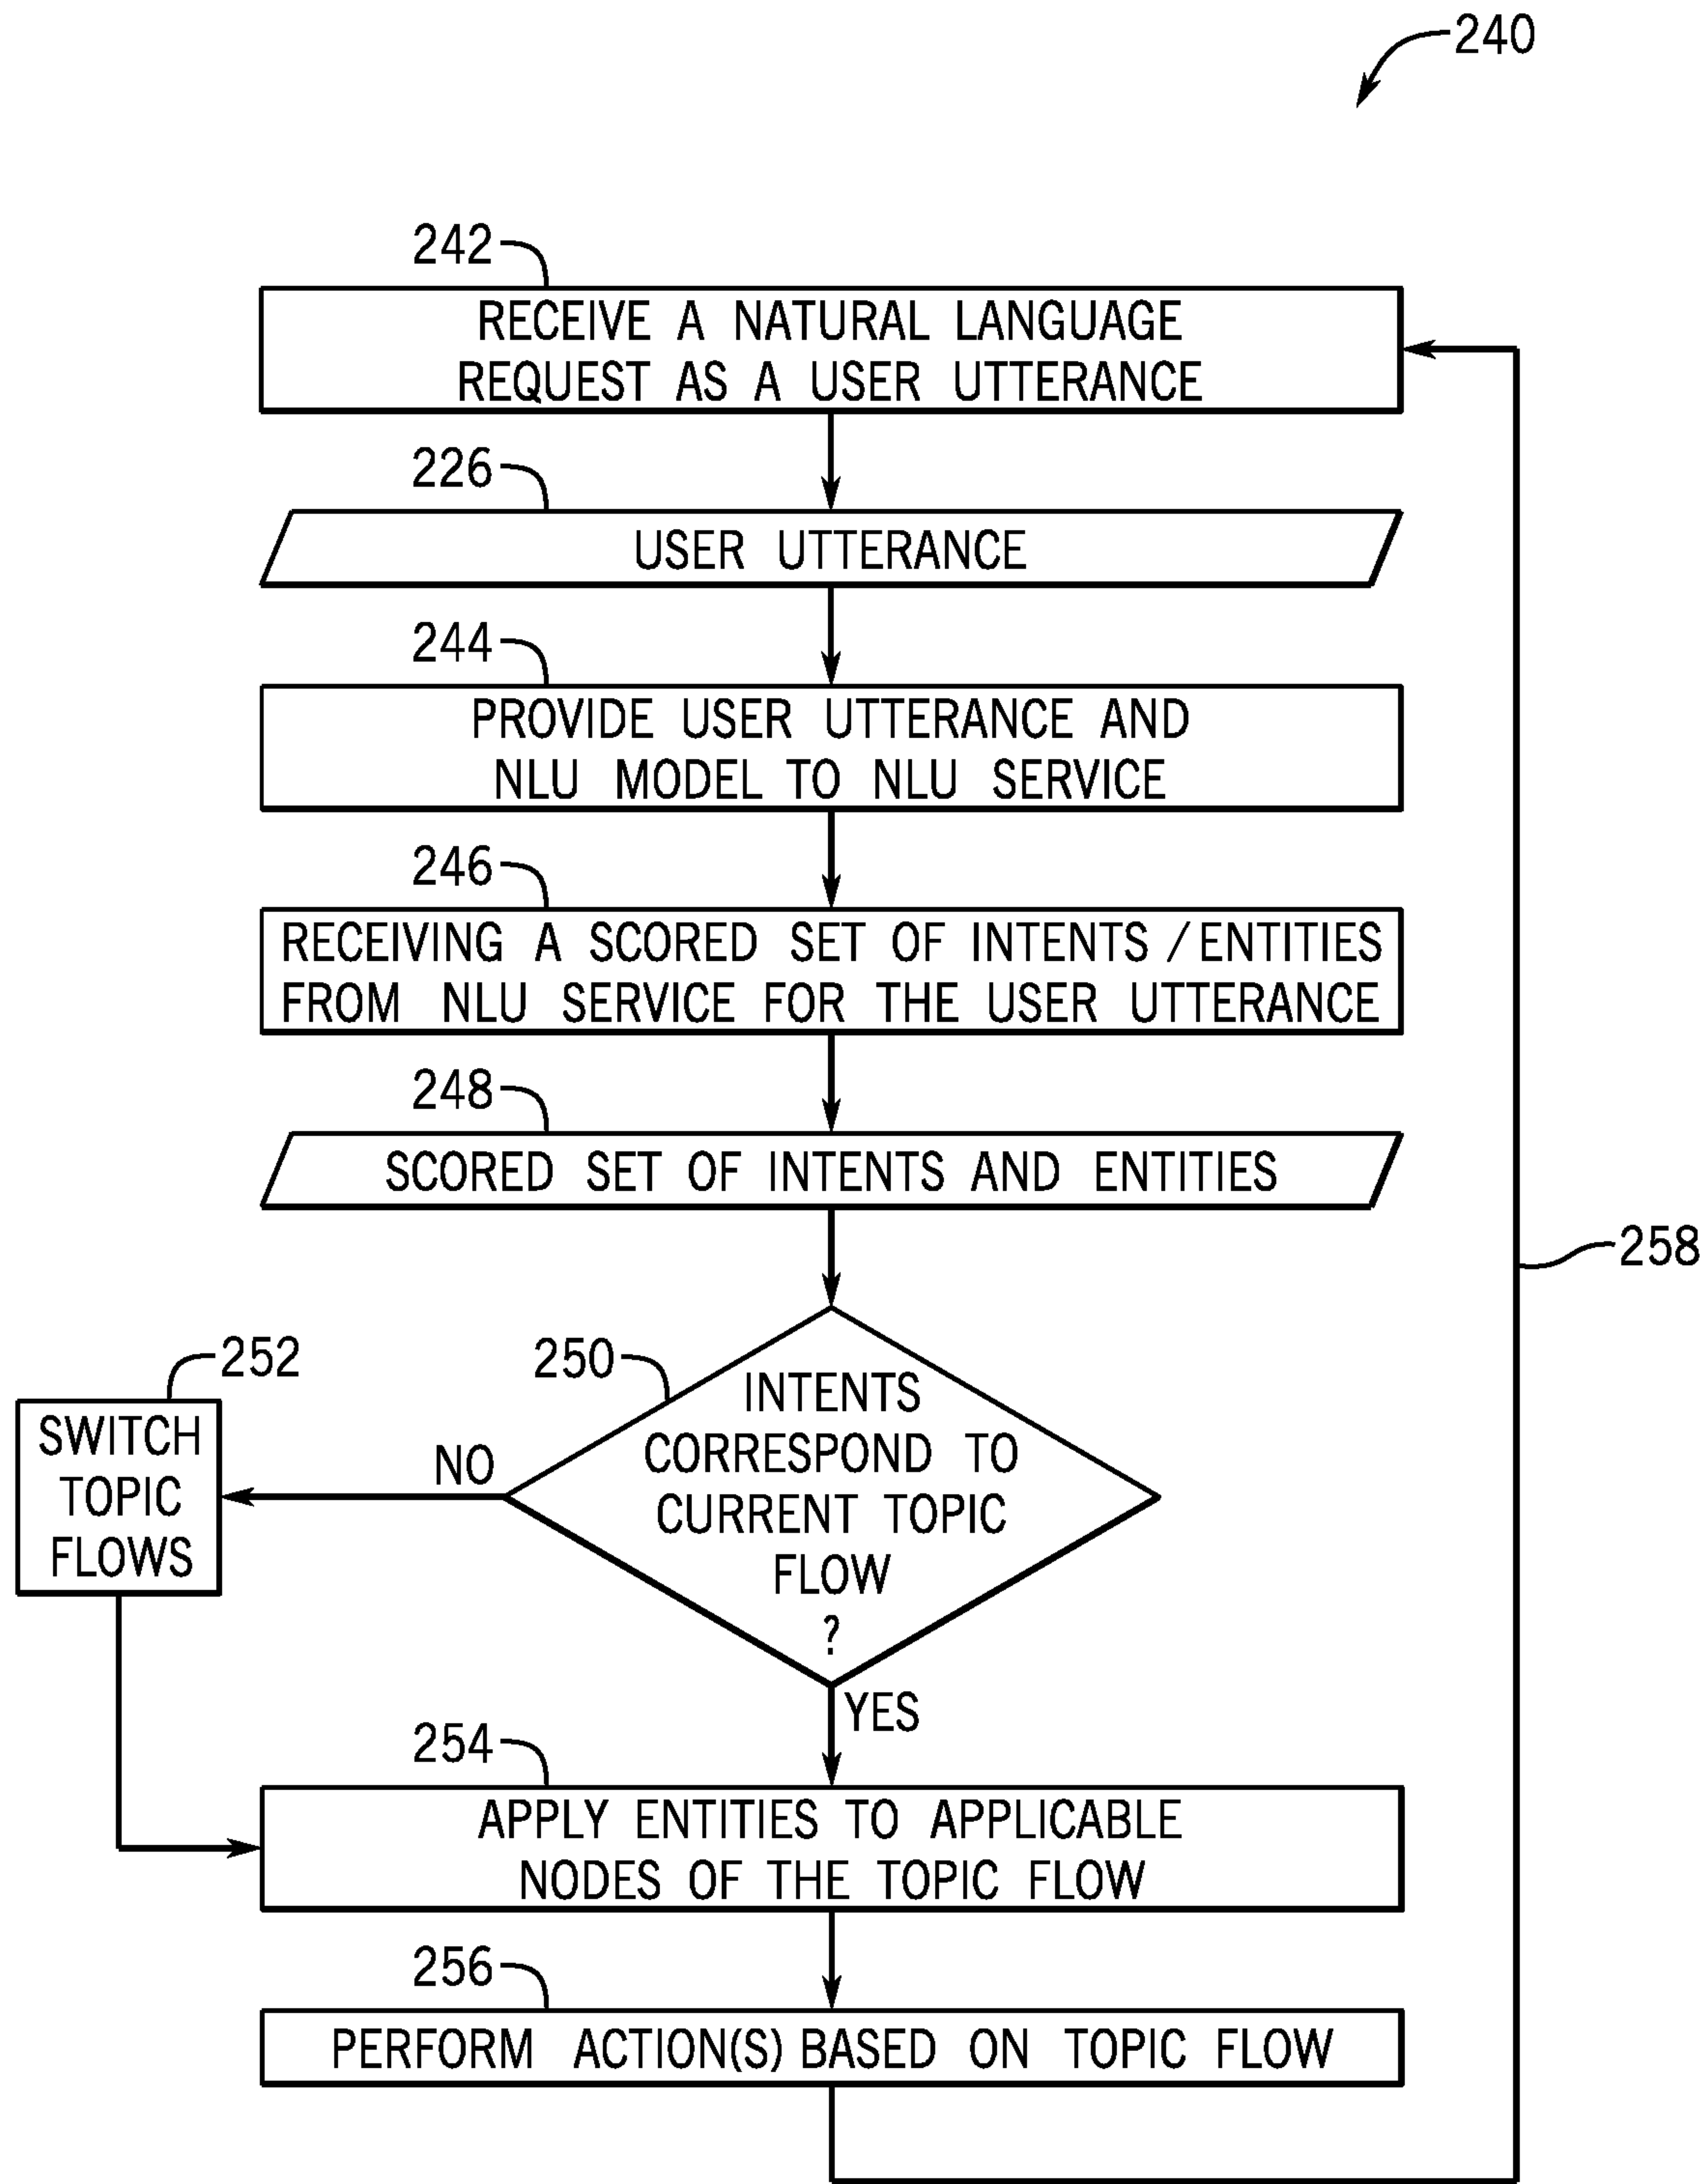 240
242
RECEIVE A NATURAL LANGUAGE
REQUEST AS A USER UTTERANCE
226
USER UTTERANCE
244
PROVIDE USER UTTERANCE AND
NLU MODEL TO NLU SERVICE
246
RECEIVING A SCORED SET OF INTENTS / ENTITIES
FROM NLU SERVICE FOR THE USER UTTERANCE
248
SCORED SET OF INTENTS AND ENTITIES
258
250
INTENTS
CORRESPOND TO
CURRENT TOPIC
FLOW
?
NO
252
SWITCH
TOPIC
FLOWS
YES
254
APPLY ENTITIES TO APPLICABLE
NODES OF THE TOPIC FLOW
256
PERFORM ACTION(S) BASED ON TOPIC FLOW